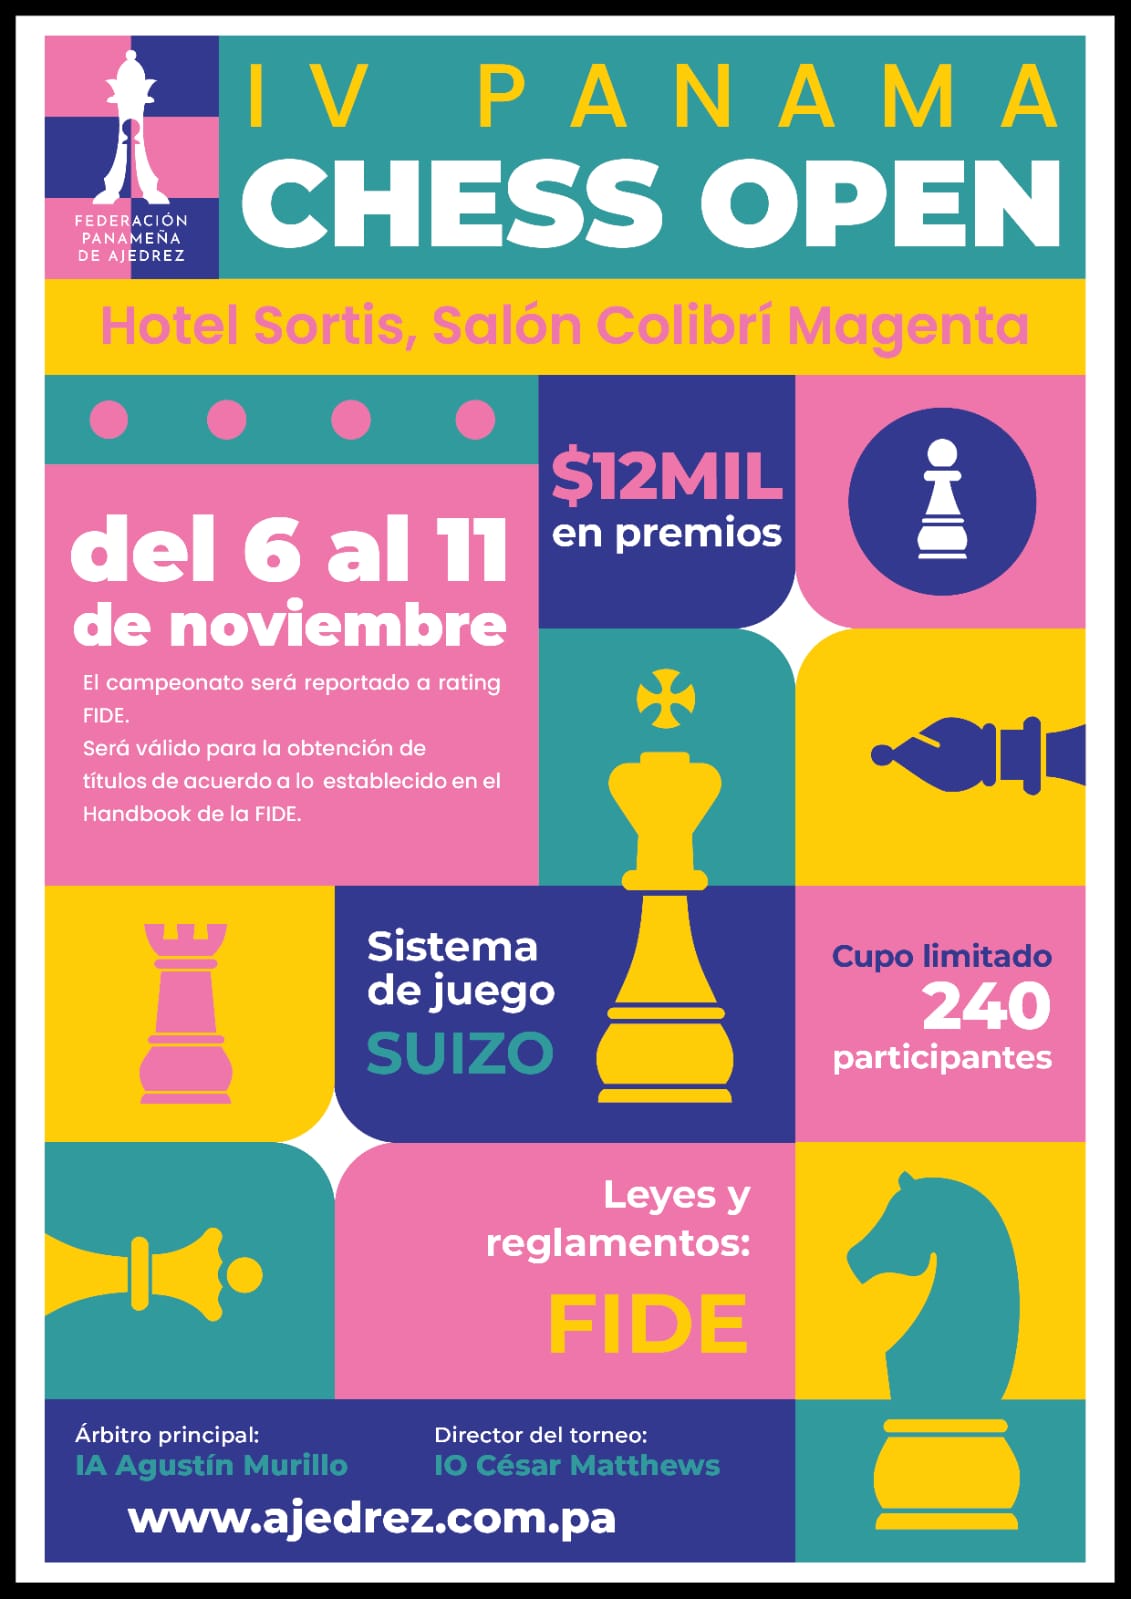 FEDERACIÓN
PANAMEÑA
DE AJEDREZ
IV PANAMA
CHESS OPEN
Hotel Sortis, Salón Colibrí Magenta
$12MIL
en premios
del 6 al 11
de noviembre
El campeonato será reportado a rating
FIDE.
Será válido para la obtención de
títulos de acuerdo a lo establecido en el
Handbook de la FIDE.
Sistema
de juego
SUIZO
Cupo limitado
240
participantes
Leyes y
reglamentos:
FIDE
Árbitro principal:
IA Agustín Murillo
Director del torneo:
IO César Matthews
www.ajedrez.com.pa